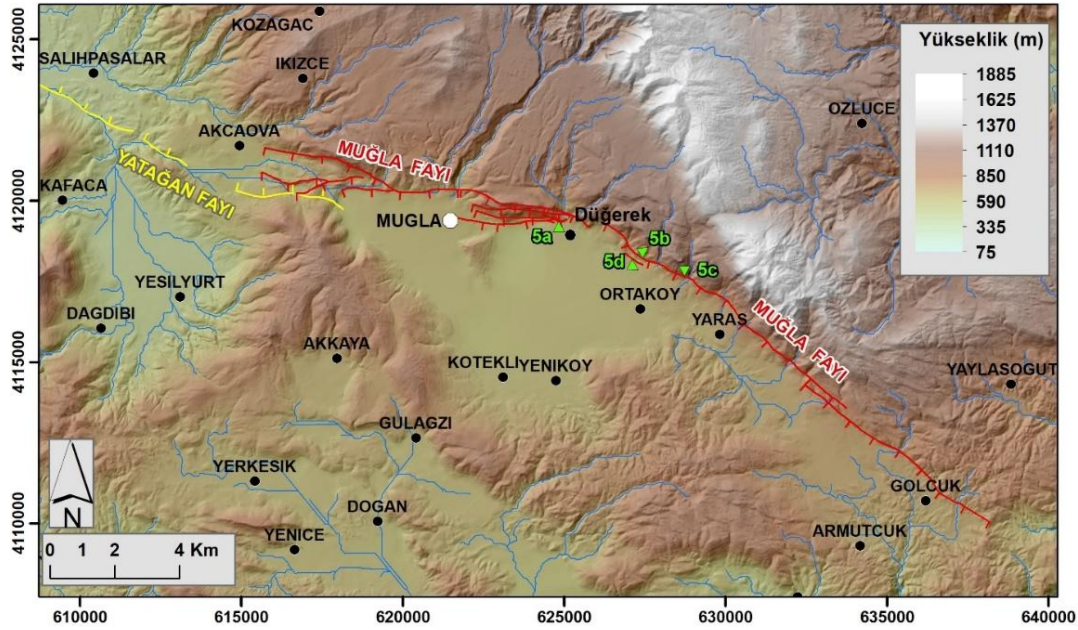 KOZAGAC
SALIHPASALAR
IKIZCE
AKCAOVA
OZLUCE
KAFACA
YATAĞAN FAYI
MUĞLA FAYI
MUGLA
Düğerek
5a
5b
5d
5c
YESILYURT
DAGDIBI
ORTAKOY
YARAS
MUĞLA FAYI
AKKAYA
KOTEKLI
YENIKOY
YAYLASOGUT
GULAGZI
YERKESIK
DOGAN
YENICE
GOLCUK
ARMUTCUK
Yükseklik (m)
1885
1625
1370
1110
850
590
335
75
N
0 1 2 4 Km
4125000
4120000
4115000
4110000
610000 615000 620000 625000 630000 635000 640000